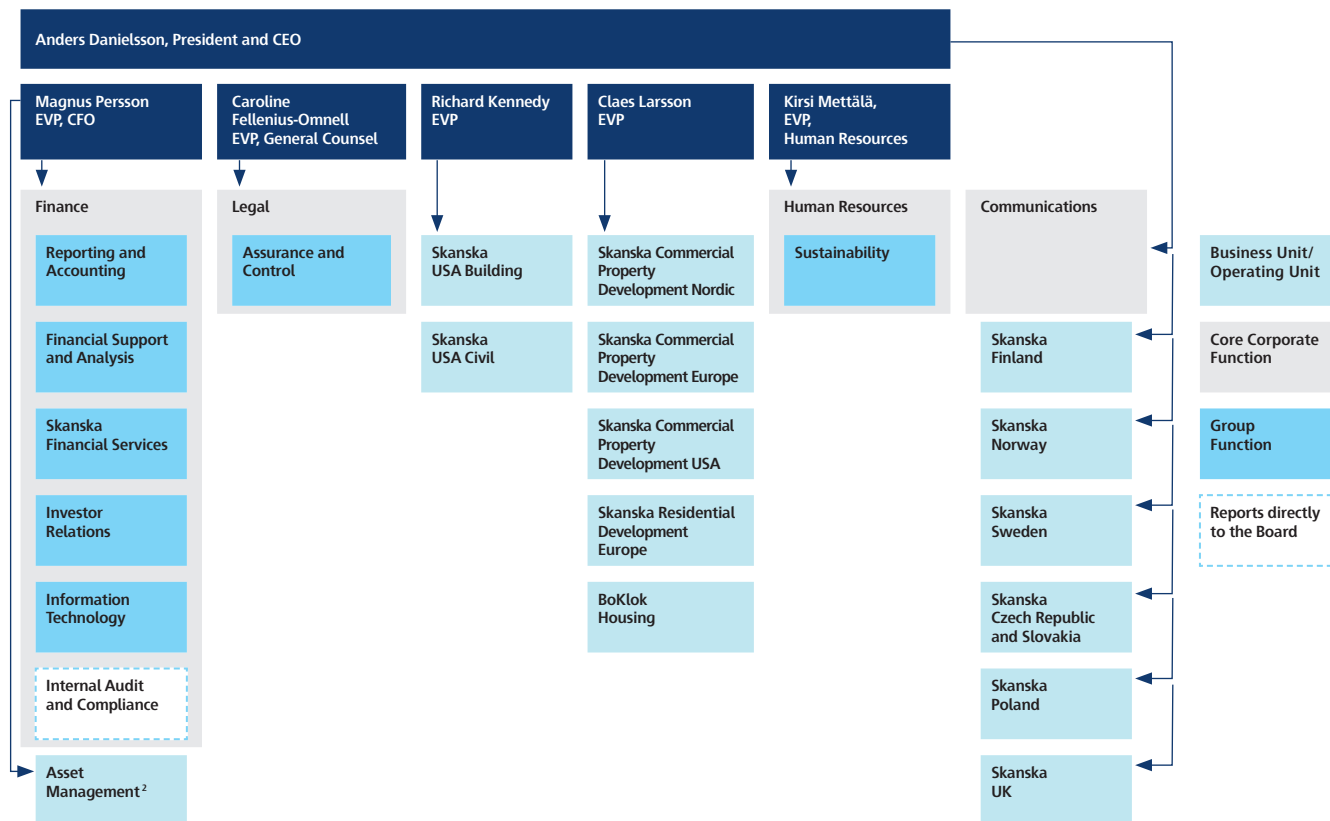 Anders Danielsson, President and CEO
Magnus Persson
EVP, CFO
Caroline
Fellenius-Omnell
EVP, General Counsel
Richard Kennedy
EVP
Claes Larsson
EVP
Kirsi Mettälä,
EVP,
Human Resources
Finance
Reporting and
Accounting
Financial Support
and Analysis
Skanska
Financial Services
Investor
Relations
Information
Technology
Internal Audit
and Compliance
Asset
Management²
Legal
Assurance and
Control
Skanska
USA Building
Skanska
USA Civil
Skanska Commercial
Property
Development Nordic
Skanska Commercial
Property
Development Europe
Skanska Commercial
Property
Development USA
Skanska Residential
Development
Europe
BoKlok
Housing
Human Resources
Sustainability
Communications
Skanska
Finland
Skanska
Norway
Skanska
Sweden
Skanska
Czech Republic
and Slovakia
Skanska
Poland
Skanska
UK
Business Unit/
Operating Unit
Core Corporate
Function
Group
Function
Reports directly
to the Board